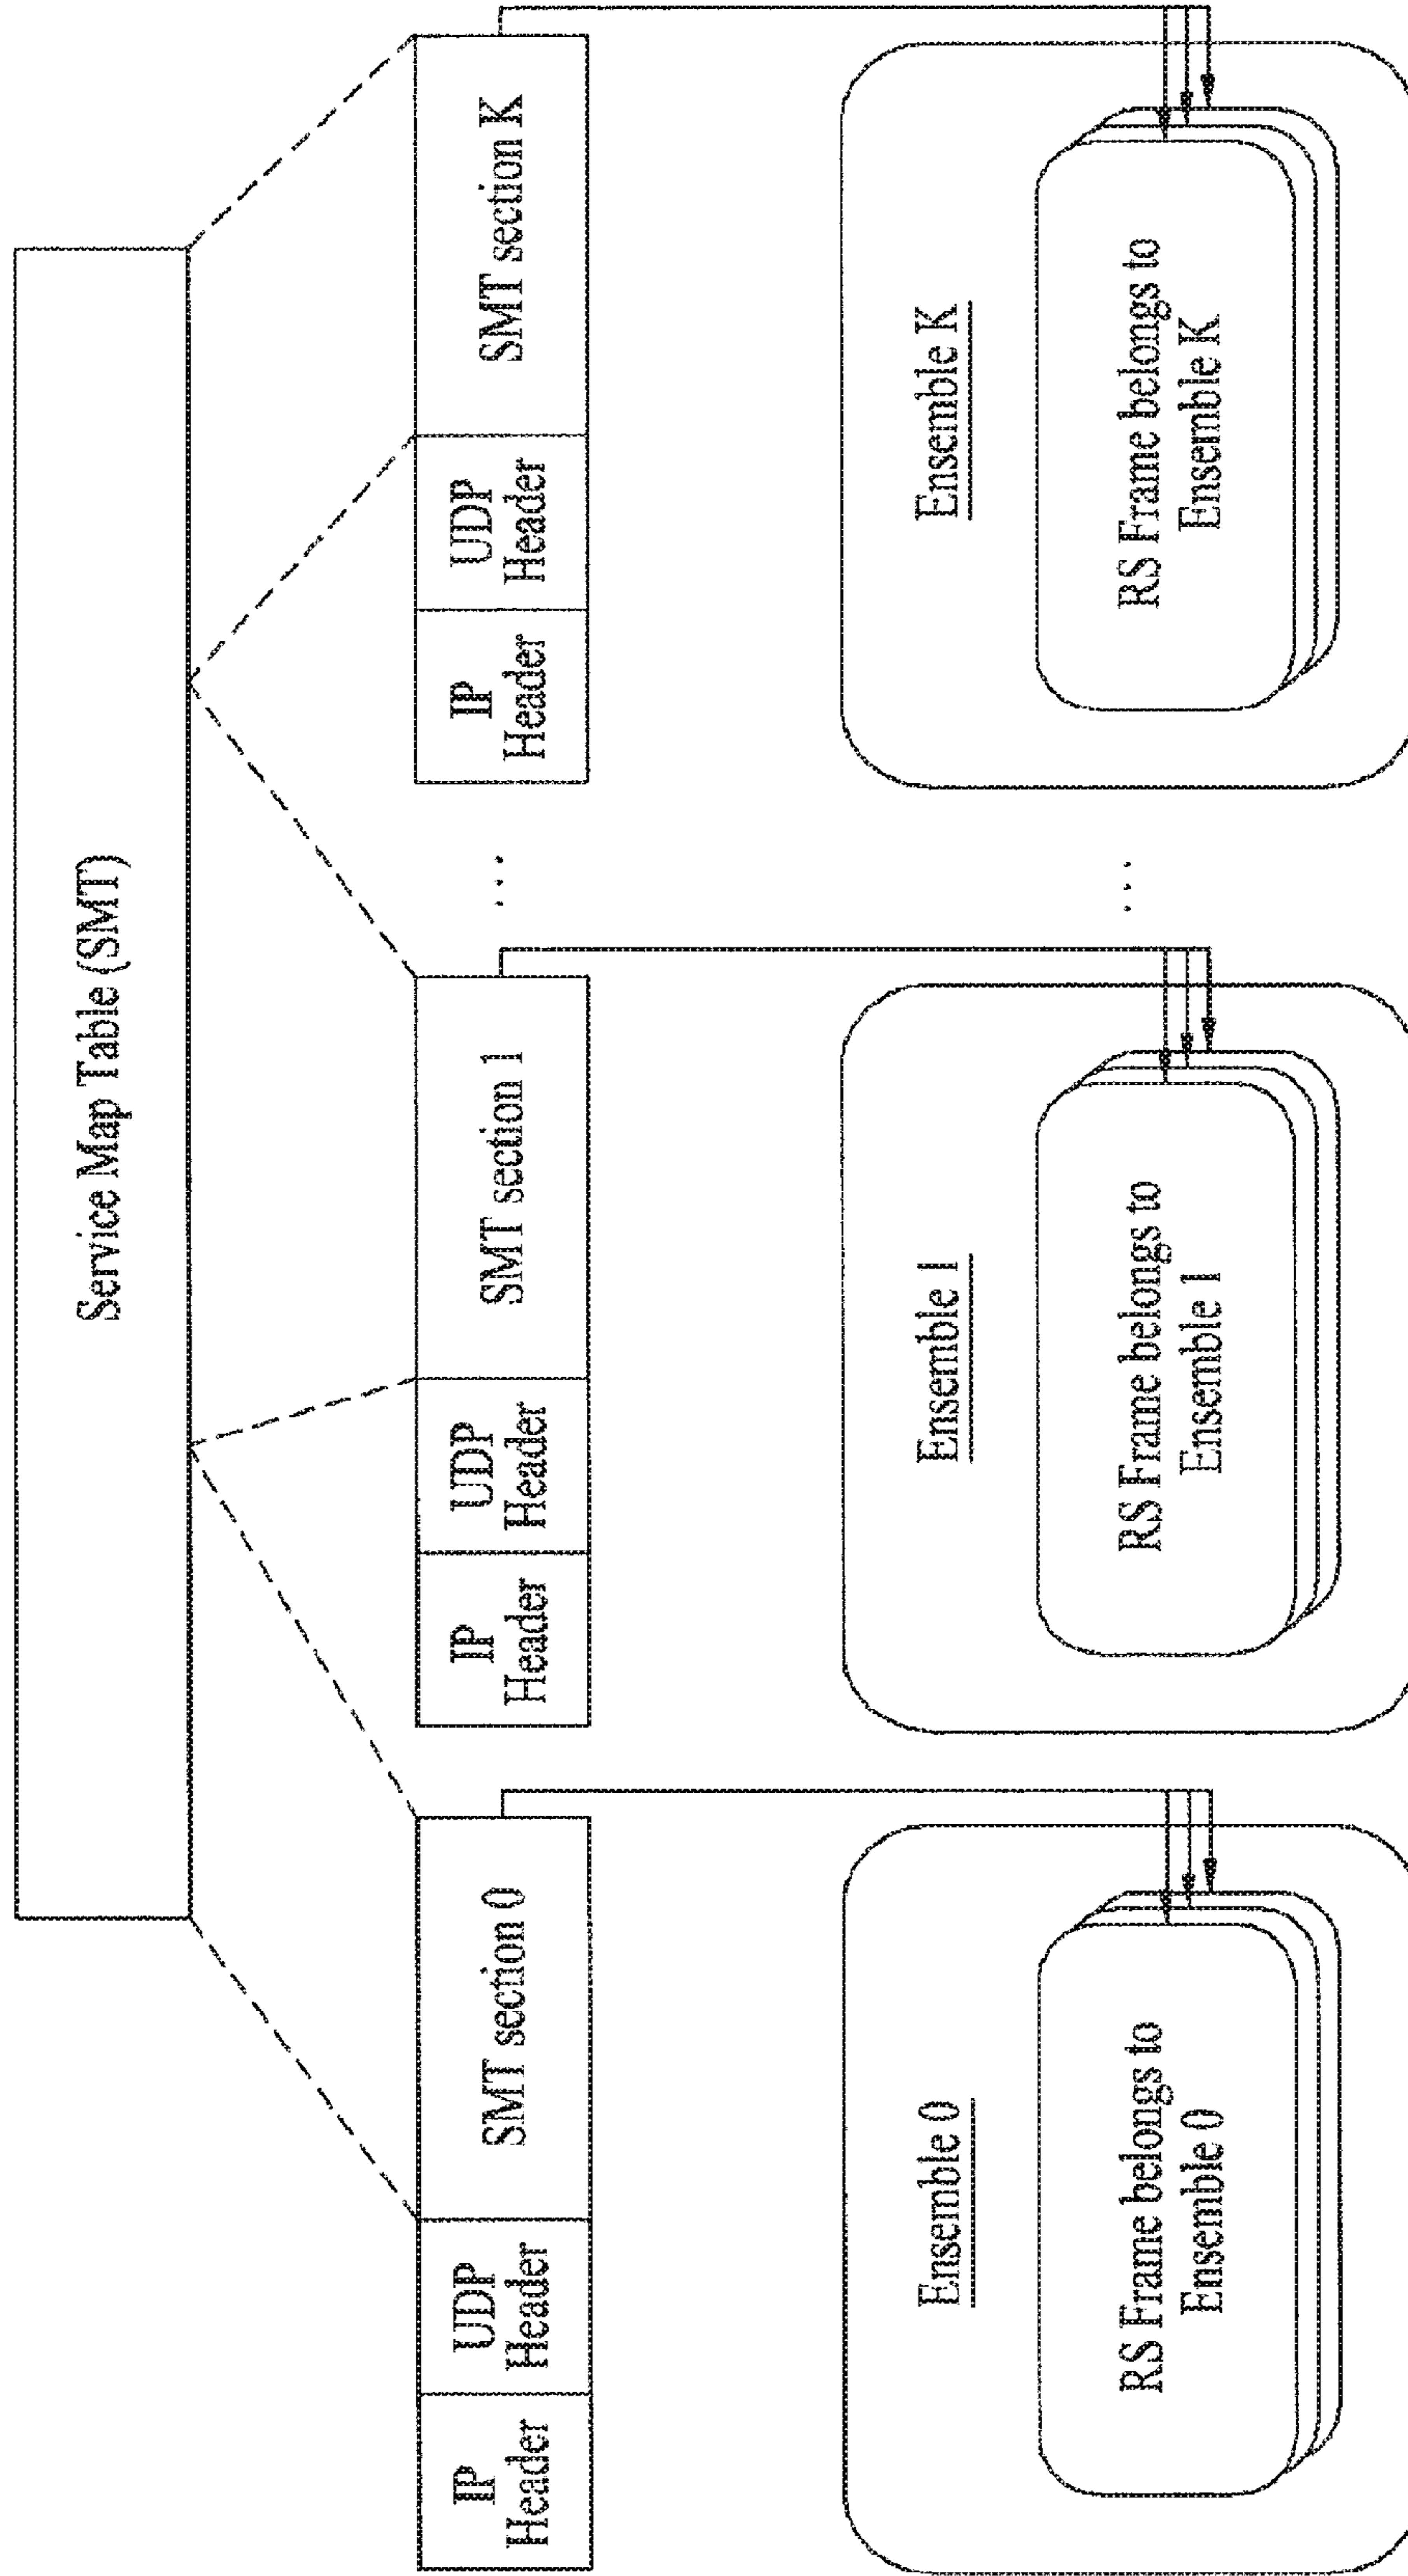 Service Map Table (SMT)
IP
Header
UDP
Header
SMT section 0
IP
Header
UDP
Header
SMT section 1
...
IP
Header
UDP
Header
SMT section K
Ensemble 0
RS Frame belongs to
Ensemble 0
Ensemble 1
RS Frame belongs to
Ensemble 1
...
Ensemble K
RS Frame belongs to
Ensemble K